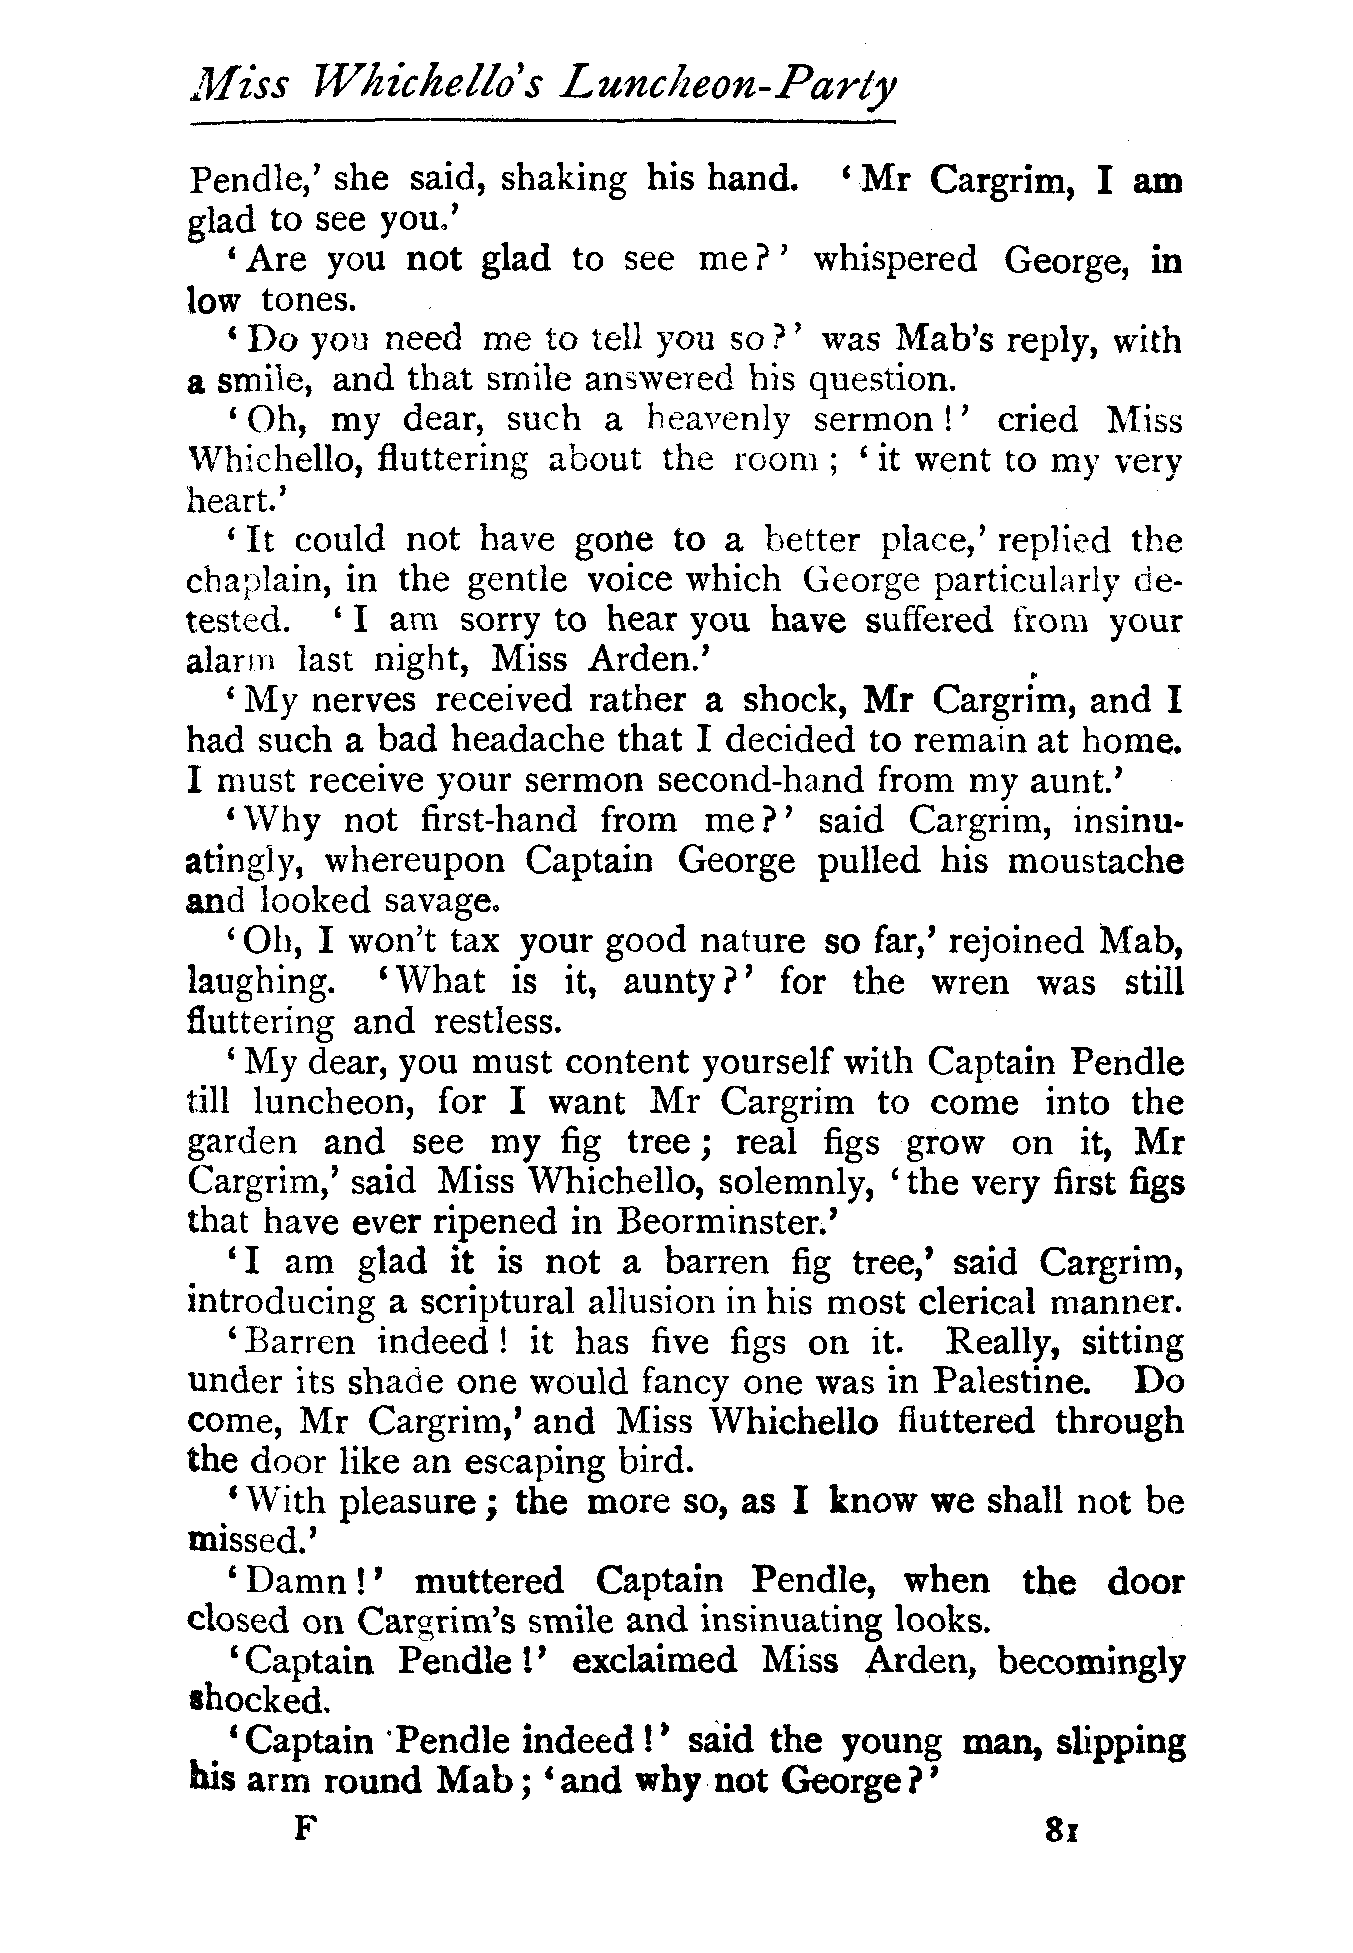 Miss Whichello's Luncheon-Party
Pendle,' she said, shaking his hand. 'Mr Cargrim, I am
glad to see you.'
'Are you not glad to see me?' whispered George, in
low tones.
'Do you need me to tell you so?' was Mab's reply, with
a smile, and that smile answered his question.
'Oh, my dear, such a heavenly sermon!' cried Miss
Whichello, fluttering about the room; 'it went to my very
heart.'
'It could not have gone to a better place,' replied the
chaplain, in the gentle voice which George particularly de-
tested. 'I am sorry to hear you have suffered from your
alarm last night, Miss Arden.'
'My nerves received rather a shock, Mr Cargrim, and I
had such a bad headache that I decided to remain at home.
I must receive your sermon second-hand from my aunt.'
'Why not first-hand from me?' said Cargrim, insinu-
atingly, whereupon Captain George pulled his moustache
and looked savage.
'Oh, I won't tax your good nature so far,' rejoined Mab,
laughing. 'What is it, aunty?' for the wren was still
fluttering and restless.
'My dear, you must content yourself with Captain Pendle
till luncheon, for I want Mr Cargrim to come into the
garden and see my fig tree; real figs grow on it, Mr
Cargrim,' said Miss Whichello, solemnly, 'the very first figs
that have ever ripened in Beorminster.'
'I am glad it is not a barren fig tree,' said Cargrim,
introducing a scriptural allusion in his most clerical manner.
'Barren indeed! it has five figs on it. Really, sitting
under its shade one would fancy one was in Palestine. Do
come, Mr Cargrim,' and Miss Whichello fluttered through
the door like an escaping bird.
'With pleasure; the more so, as I know we shall not be
missed.'
'Damn!' muttered Captain Pendle, when the door
closed on Cargrim's smile and insinuating looks.
'Captain Pendle!' exclaimed Miss Arden, becomingly
shocked.
'Captain Pendle indeed!' said the young man, slipping
his arm round Mab; 'and why not George?'
F 81